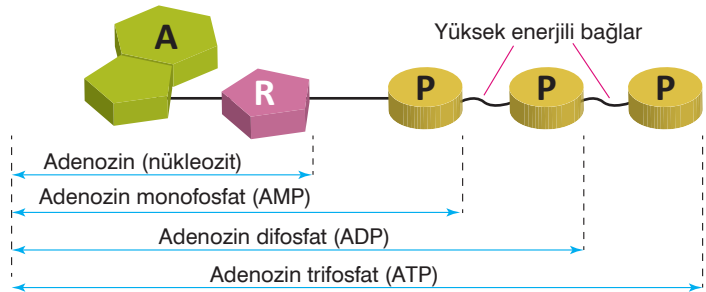 Yüksek enerjili bağlar
A
R
P
P
P
Adenozin (nükleozit)
Adenozin monofosfat (AMP)
Adenozin difosfat (ADP)
Adenozin trifosfat (ATP)